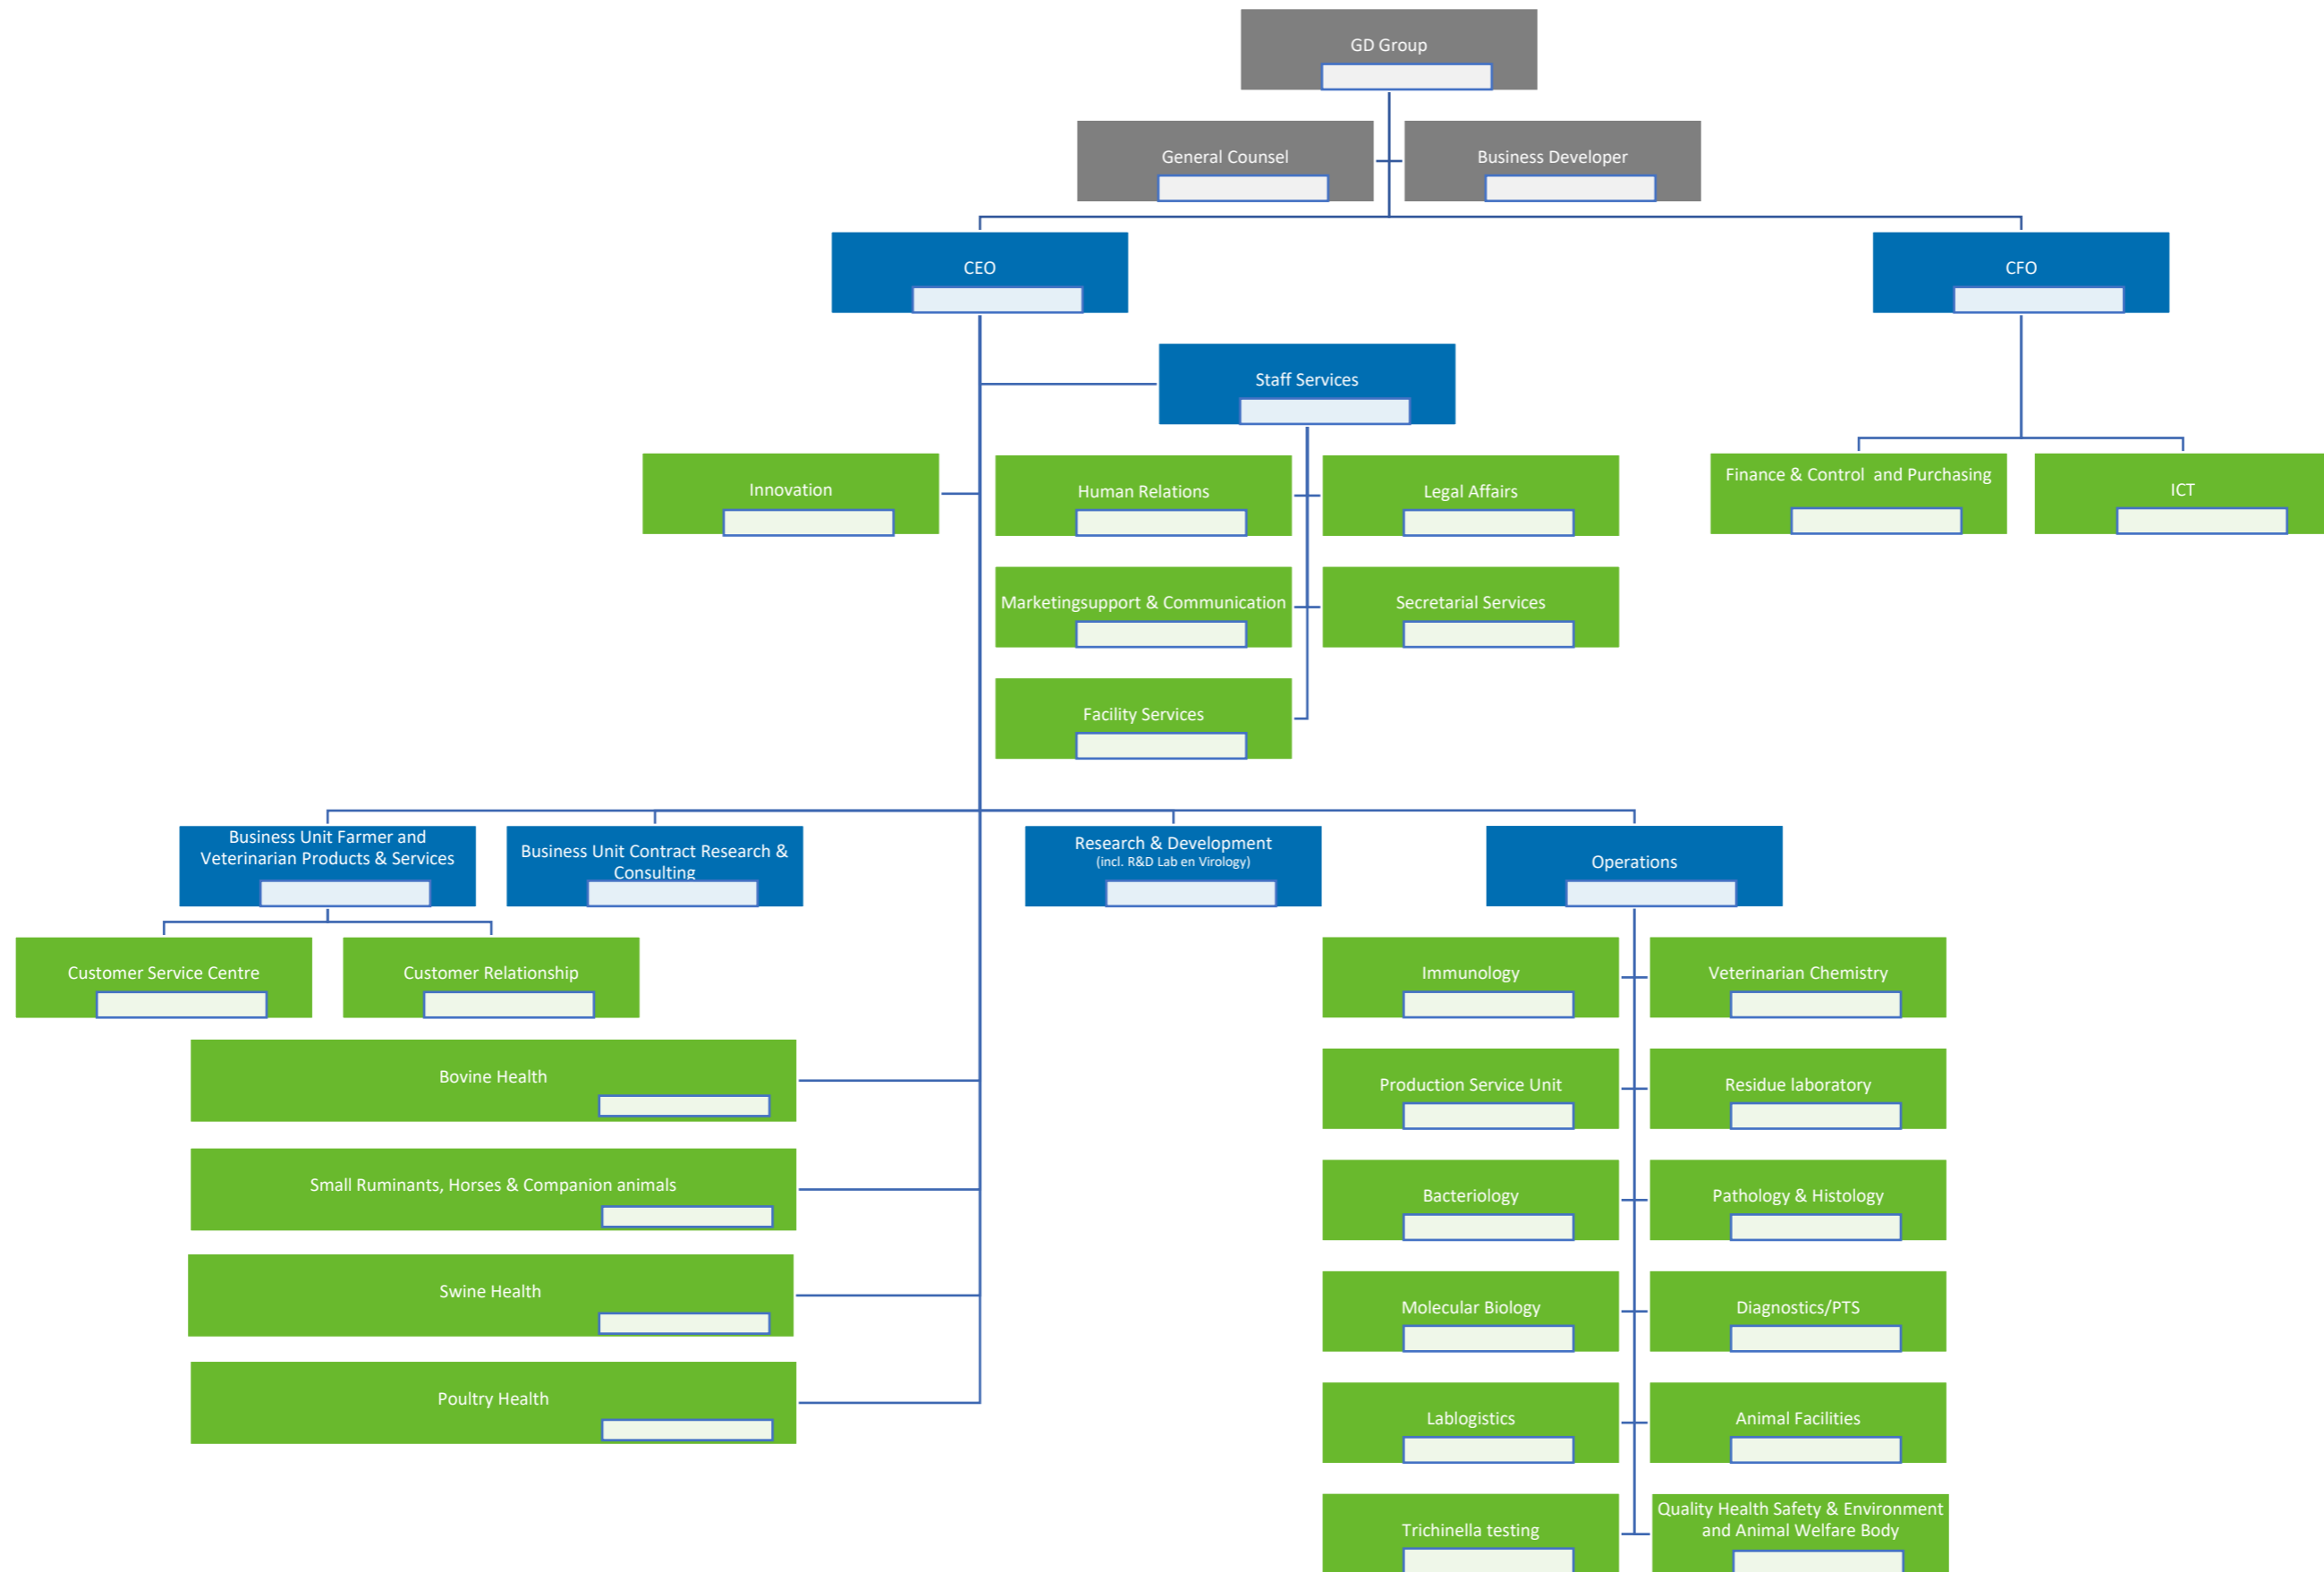 GD Group
General Counsel
Business Developer
CEO
CFO
Staff Services
Innovation
Human Relations
Legal Affairs
Finance & Control and Purchasing
ICT
Marketingsupport & Communication
Secretarial Services
Facility Services
Business Unit Farmer and
Veterinarian Products & Services
Business Unit Contract Research &
Consulting
Research & Development
(incl. R&D Lab en Virology)
Operations
Customer Service Centre
Customer Relationship
Immunology
Veterinarian Chemistry
Bovine Health
Production Service Unit
Residue laboratory
Small Ruminants, Horses & Companion animals
Bacteriology
Pathology & Histology
Swine Health
Molecular Biology
Diagnostics/PTS
Poultry Health
Lablogistics
Animal Facilities
Trichinella testing
Quality Health Safety & Environment
and Animal Welfare Body